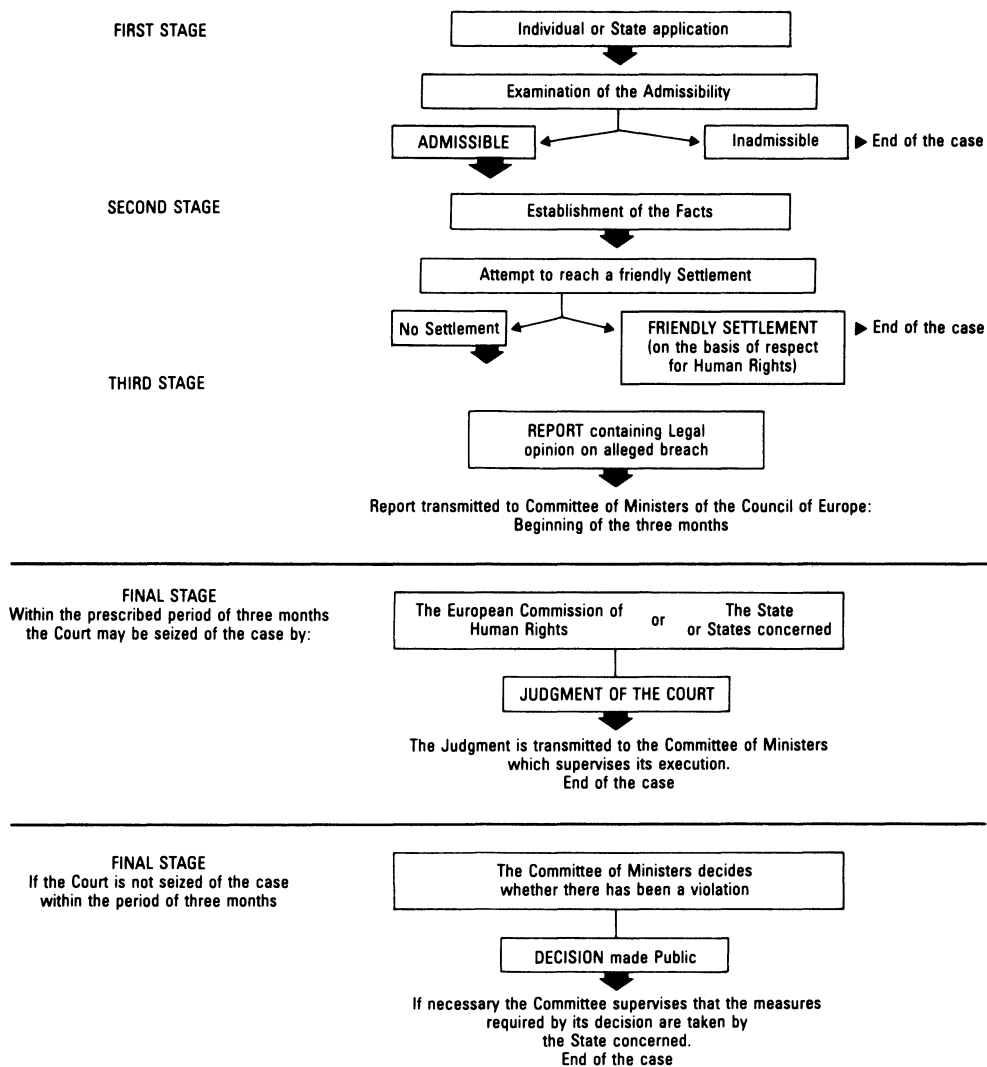 FIRST STAGE
Individual or State application
Examination of the Admissibility
ADMISSIBLE
Inadmissible
End of the case
SECOND STAGE
Establishment of the Facts
Attempt to reach a friendly Settlement
No Settlement
FRIENDLY SETTLEMENT
(on the basis of respect
for Human Rights)
End of the case
THIRD STAGE
REPORT containing Legal
opinion on alleged breach
Report transmitted to Committee of Ministers of the Council of Europe:
Beginning of the three months
FINAL STAGE
Within the prescribed period of three months
the Court may be seized of the case by:
The European Commission of
Human Rights
or
The State
or States concerned
JUDGMENT OF THE COURT
The Judgment is transmitted to the Committee of Ministers
which supervises its execution.
End of the case
FINAL STAGE
If the Court is not seized of the case
within the period of three months
The Committee of Ministers decides
whether there has been a violation
DECISION made Public
If necessary the Committee supervises that the measures
required by its decision are taken by
the State concerned.
End of the case